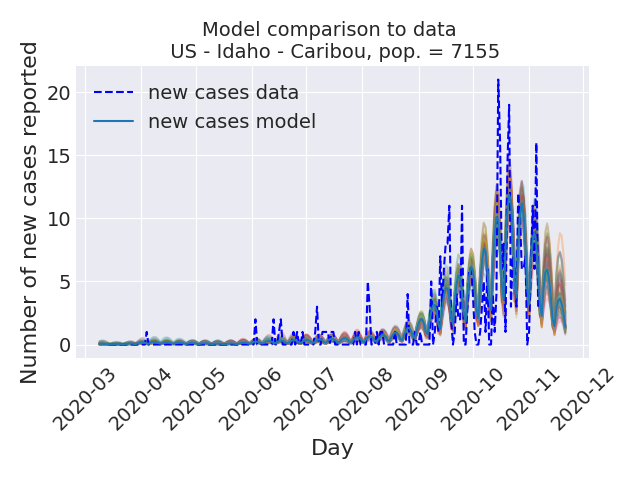 Model comparison to data
US - Idaho - Caribou, pop. = 7155
Number of new cases reported
20
15
10
5
0
new cases data
new cases model
2020-03
2020-04
2020-05
2020-06
2020-07
2020-08
2020-09
2020-10
2020-11
2020-12
Day